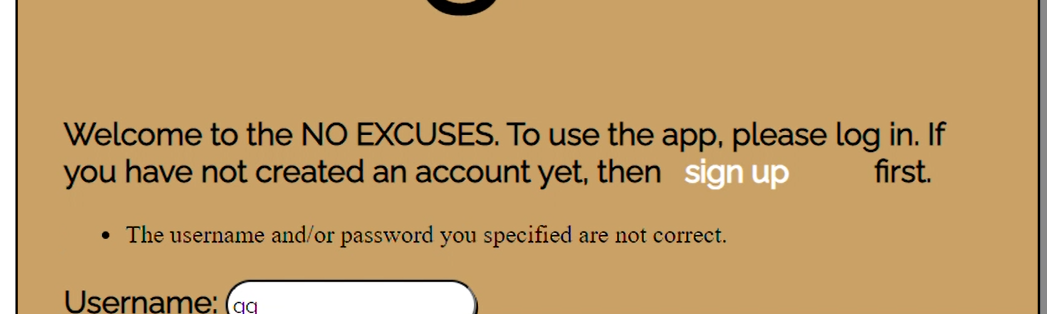 Welcome to the NO EXCUSES. To use the app, please log in. If
you have not created an account yet, then sign up first.
• The username and/or password you specified are not correct.
Username: qq